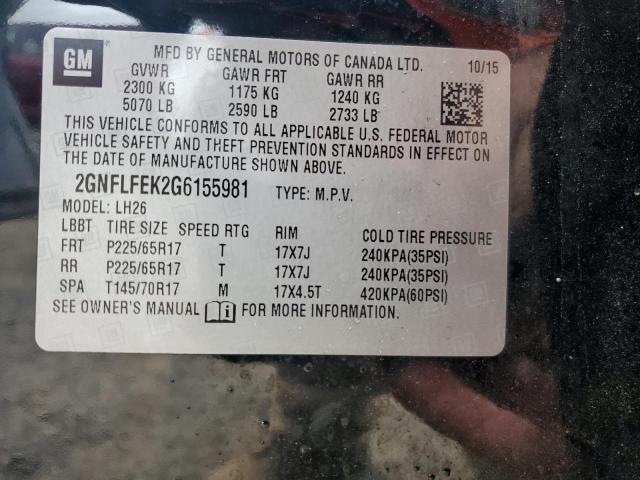 GM
MFD BY GENERAL MOTORS OF CANADA LTD. 10/15
GVWR GAWR FRT GAWR RR
2300 KG 1175 KG 1240 KG
5070 LB 2590 LB 2733 LB
THIS VEHICLE CONFORMS TO ALL APPLICABLE U.S. FEDERAL MOTOR
VEHICLE SAFETY AND THEFT PREVENTION STANDARDS IN EFFECT ON
THE DATE OF MANUFACTURE SHOWN ABOVE.
2GNFLFEK2G6155981 TYPE: M.P.V.
MODEL: LH26
LBBT TIRE SIZE SPEED RTG RIM COLD TIRE PRESSURE
FRT P225/65R17 T 17X7J 240KPA(35PSI)
RR P225/65R17 T 17X7J 240KPA(35PSI)
SPA T145/70R17 M 17X4.5T 420KPA(60PSI)
SEE OWNER'S MANUAL FOR MORE INFORMATION.